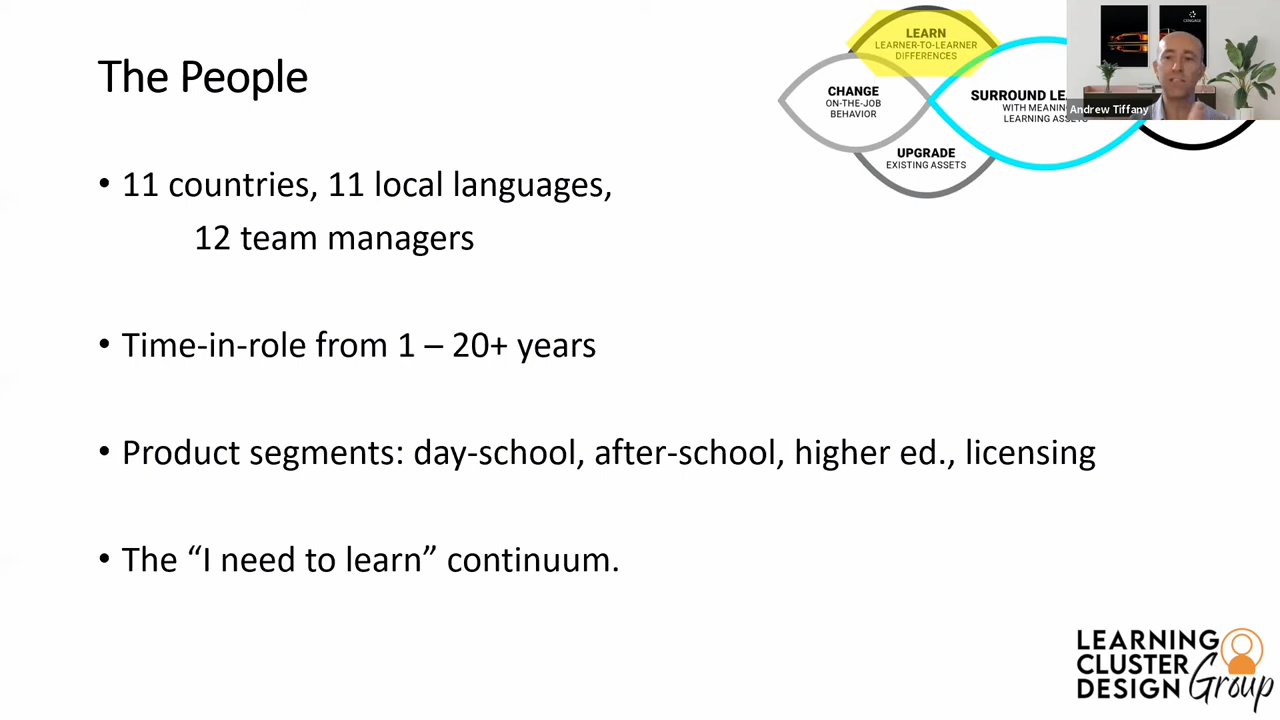 The People
LEARN
LEARNER-TO-LEARNER
DIFFERENCES
CHANGE
ON-THE-JOB
BEHAVIOR
SURROUND LE
WITH MEANIN
LEARNING ASSETS
UPGRADE
EXISTING ASSETS
CENGAGE
Andrew Tiffany
• 11 countries, 11 local languages,
12 team managers
• Time-in-role from 1 – 20+ years
• Product segments: day-school, after-school, higher ed., licensing
• The “I need to learn” continuum.
LEARNING
CLUSTER
DESIGN Group